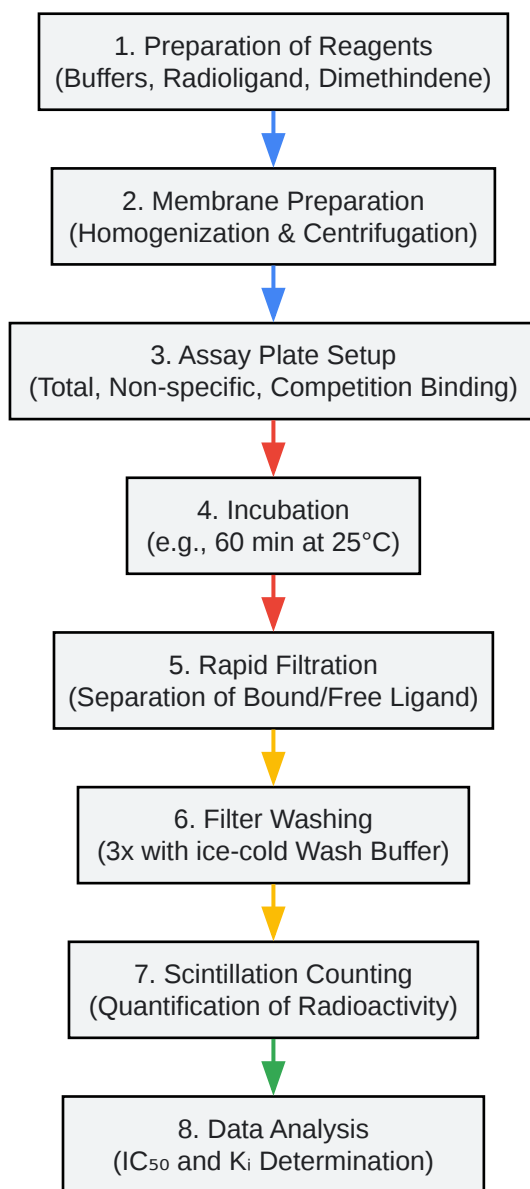 1. Preparation of Reagents
(Buffers, Radioligand, Dimethindene)
2. Membrane Preparation
(Homogenization & Centrifugation)
3. Assay Plate Setup
(Total, Non-specific, Competition Binding)
4. Incubation
(e.g., 60 min at 25°C)
5. Rapid Filtration
(Separation of Bound/Free Ligand)
6. Filter Washing
(3x with ice-cold Wash Buffer)
7. Scintillation Counting
(Quantification of Radioactivity)
8. Data Analysis
(IC₅₀ and Kᵢ Determination)